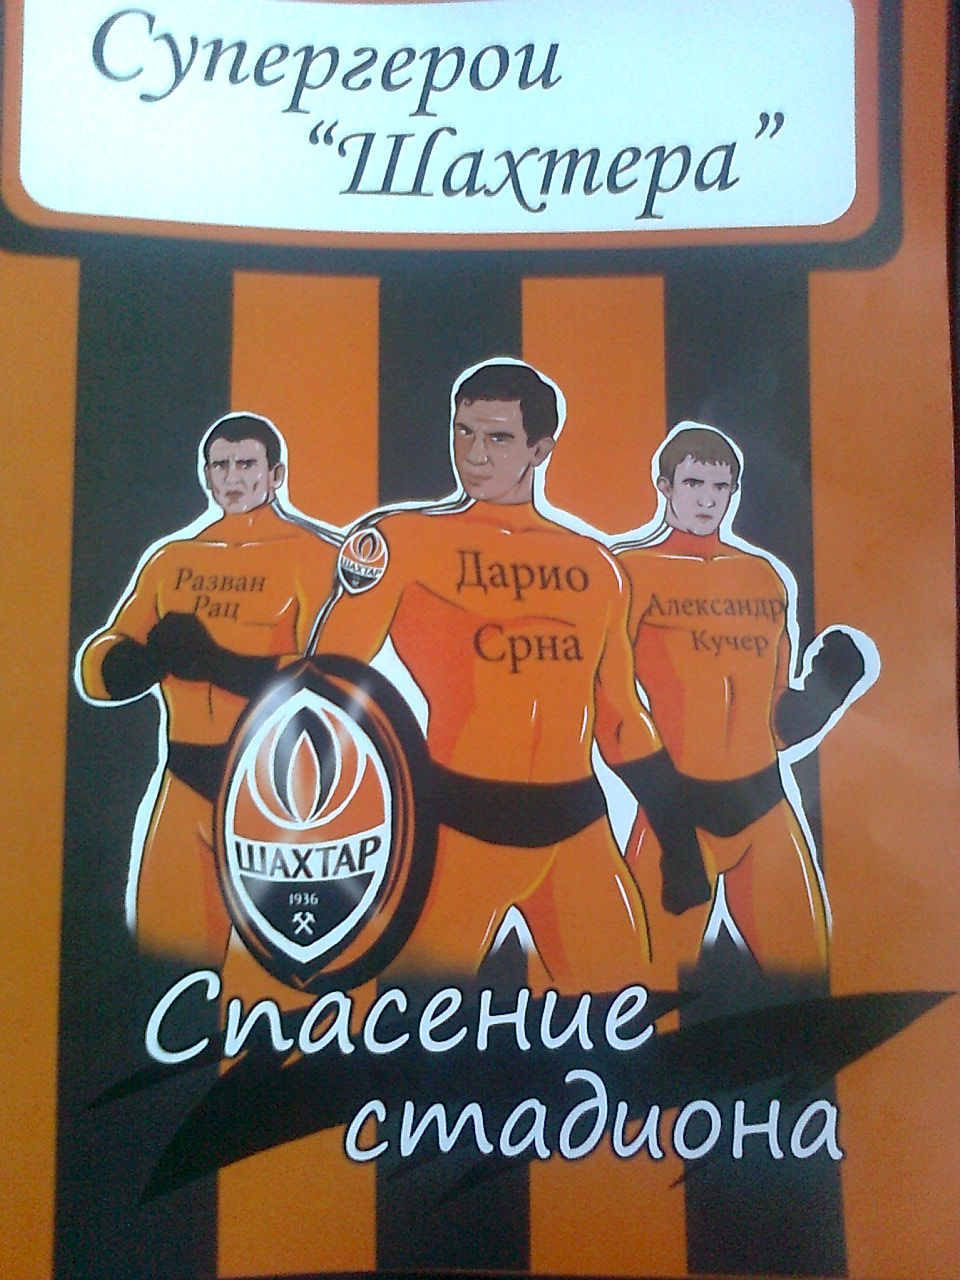 Супергерои
“Шахтера”
Разван
Рац
ШАХТАР
Дарио
Срна
Александр
Кучер
ШАХТАР
1936
Спасение
стадиона